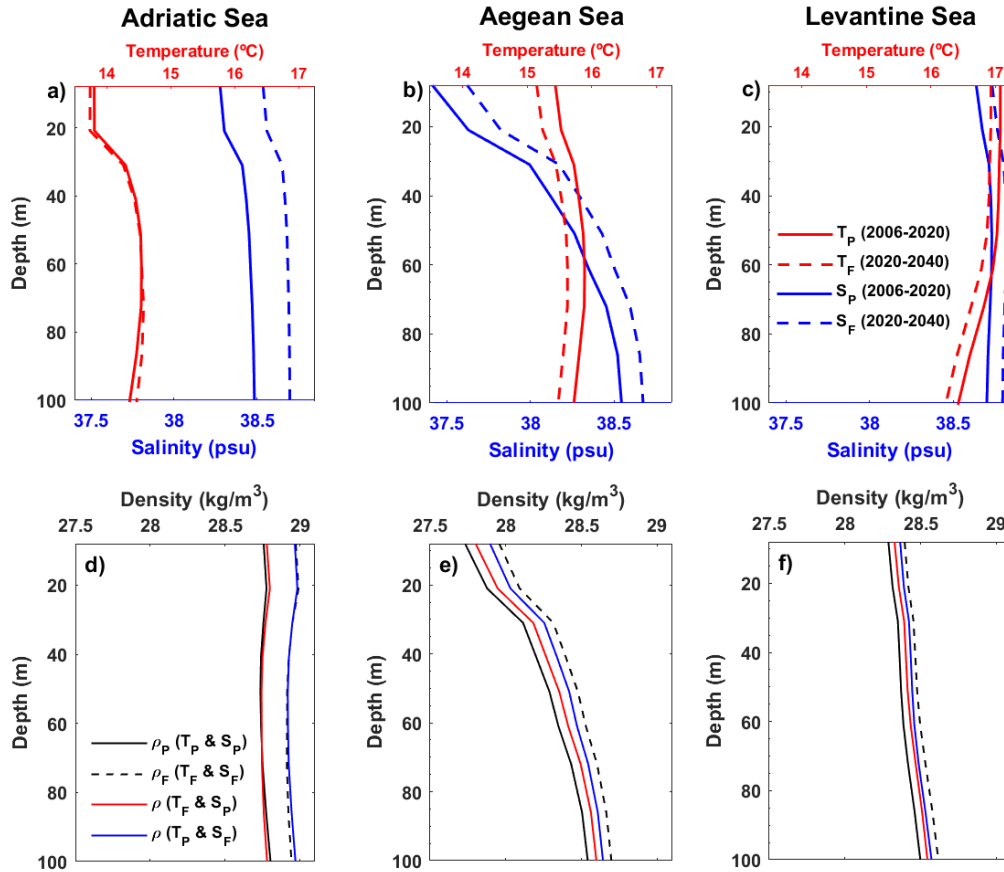 Adriatic Sea
Aegean Sea
Levantine Sea
Temperature (ºC)
Temperature (ºC)
Temperature (ºC)
14 15 16 17
14 15 16 17
14 15 16 17
a)
b)
c)
20
40
60
80
100
Depth (m)
20
40
60
80
100
Depth (m)
20
40
60
80
100
Depth (m)
T_P (2006-2020)
T_F (2020-2040)
S_P (2006-2020)
S_F (2020-2040)
37.5 38 38.5
37.5 38 38.5
37.5 38 38.5
Salinity (psu)
Salinity (psu)
Salinity (psu)
Density (kg/m³)
Density (kg/m³)
Density (kg/m³)
27.5 28 28.5 29
27.5 28 28.5 29
27.5 28 28.5 29
d)
e)
f)
20
40
60
80
100
Depth (m)
ρ_P (T_P & S_P)
ρ_F (T_F & S_F)
ρ (T_F & S_P)
ρ (T_P & S_F)
20
40
60
80
100
Depth (m)
20
40
60
80
100
Depth (m)